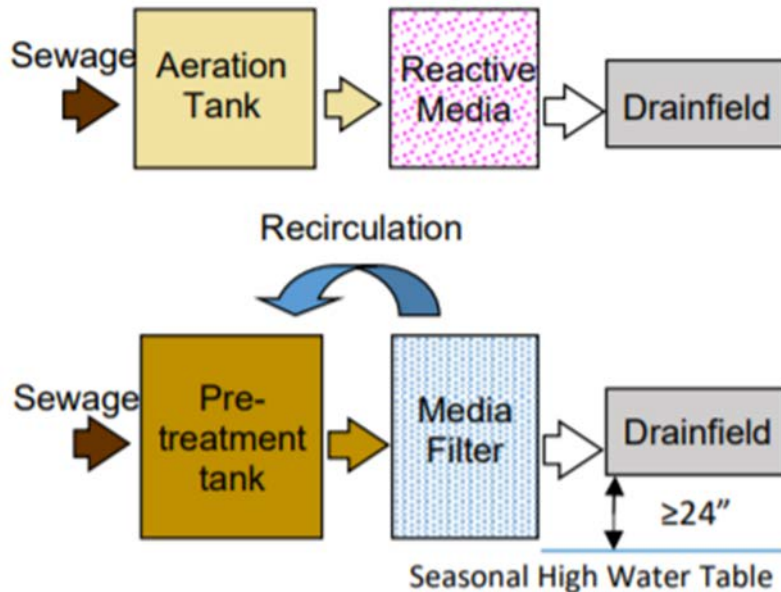 Sewage
Aeration
Tank
Reactive
Media
Drainfield
Recirculation
Sewage
Pre-
treatment
tank
Media
Filter
Drainfield
≥24”
Seasonal High Water Table